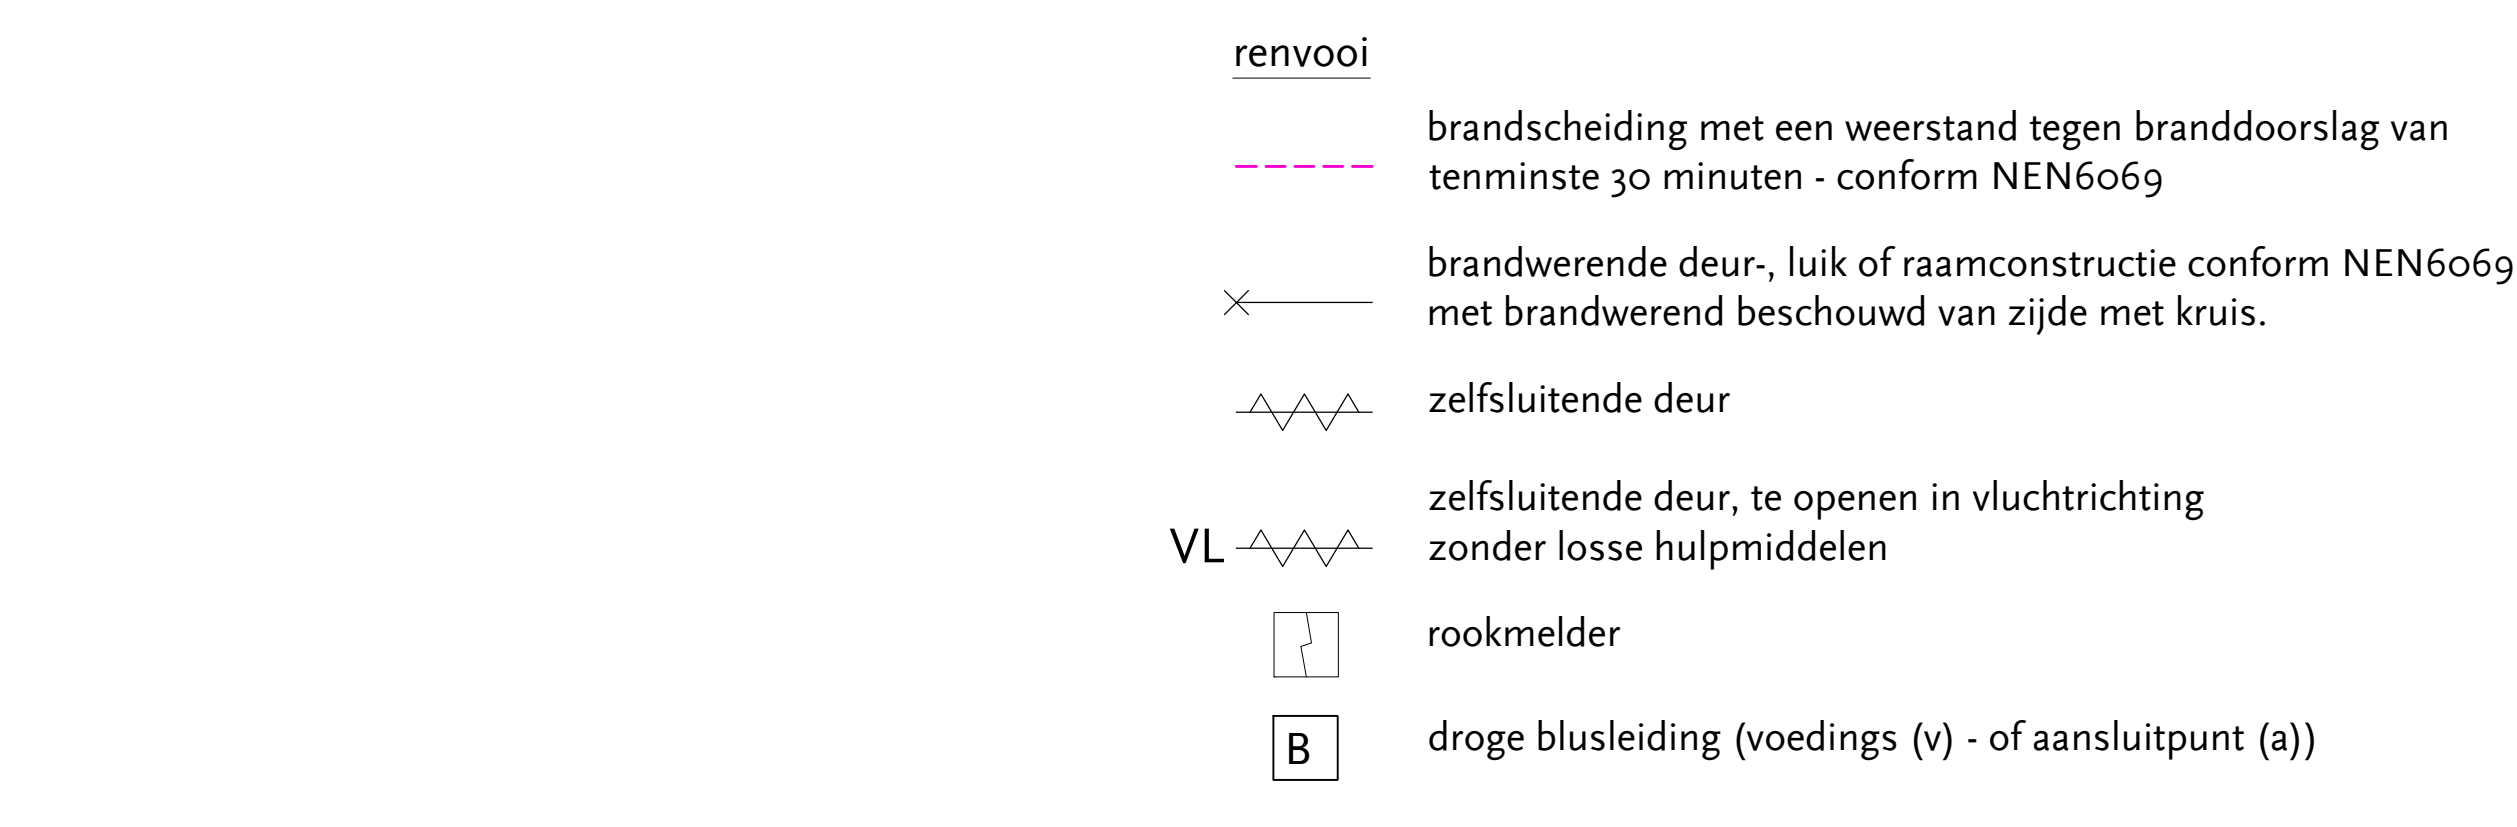 renvooi
brandscheiding met een weerstand tegen branddoorslag van
tenminste 30 minuten - conform NEN6069
brandwerende deur-, luik of raamconstructie conform NEN6069
met brandwerend beschouwd van zijde met kruis.
zelfsluitende deur
zelfsluitende deur, te openen in vluchtrichting
VL zonder losse hulpmiddelen
rookmelder
B droge blusleiding (voedings (v) - of aansluitpunt (a))